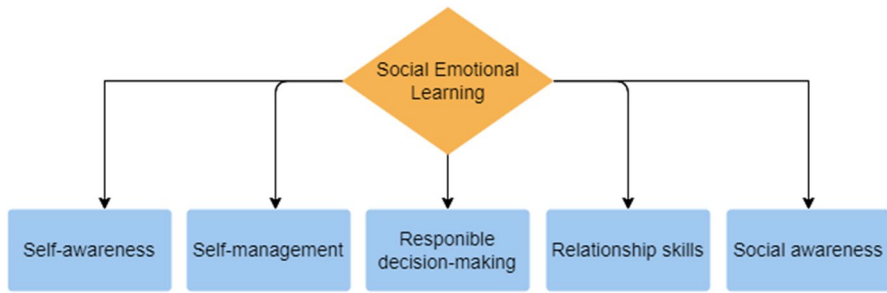 Social Emotional
Learning
Self-awareness
Self-management
Responible
decision-making
Relationship skills
Social awareness